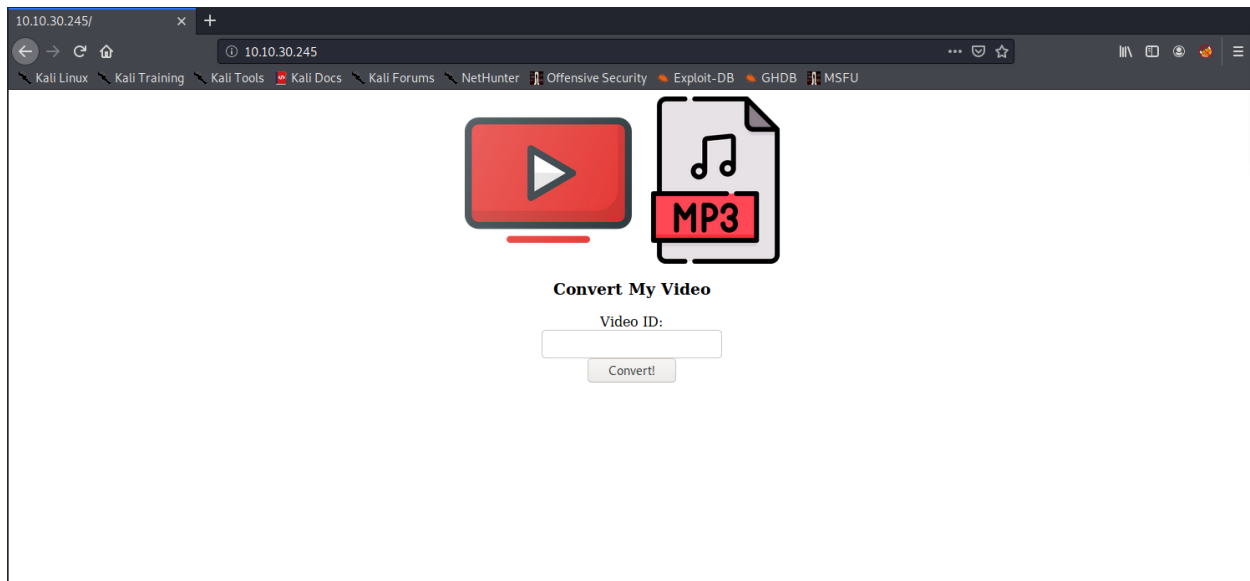 10.10.30.245/
10.10.30.245
Kali Linux Kali Training Kali Tools Kali Docs Kali Forums NetHunter Offensive Security Exploit-DB GHDB MSFU
MP3
Convert My Video
Video ID:
Convert!